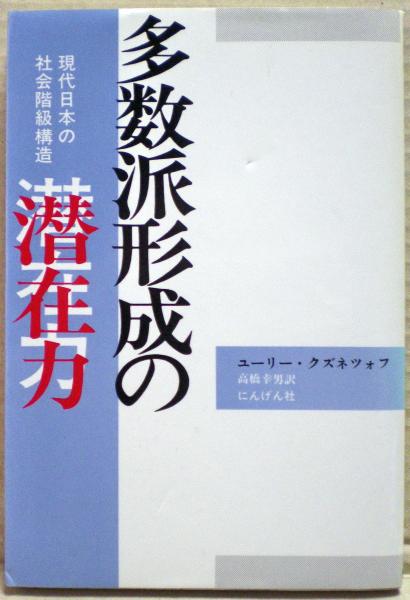 多数派形成の
潜在力
現代日本の
社会階級構造
ユーリー・クズネツォフ
高橋幸男訳
にんげん社